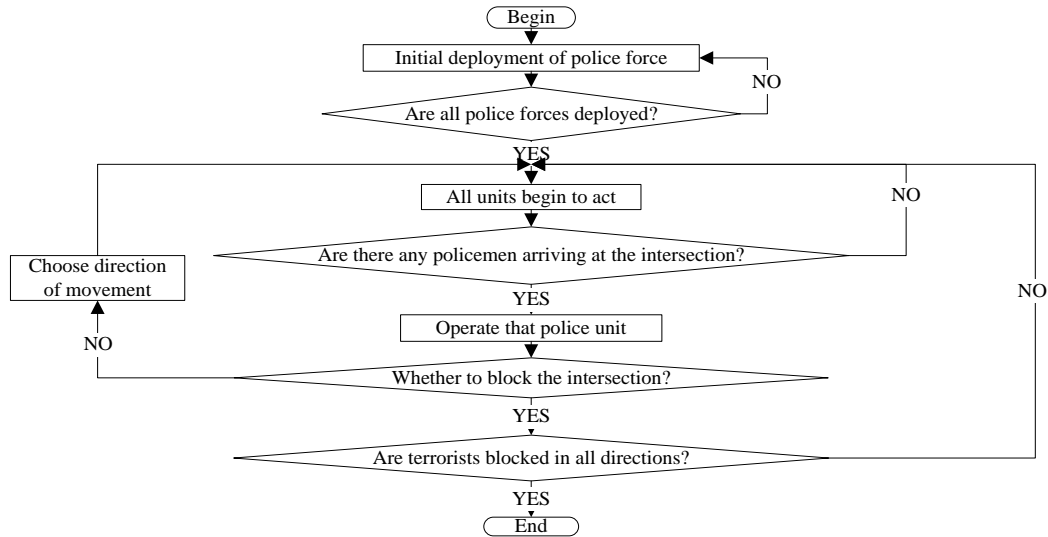 Begin
Initial deployment of police force
NO
Are all police forces deployed?
YES
All units begin to act
NO
Are there any policemen arriving at the intersection?
Choose direction
of movement
NO
YES
Operate that police unit
NO
Whether to block the intersection?
YES
Are terrorists blocked in all directions?
YES
End